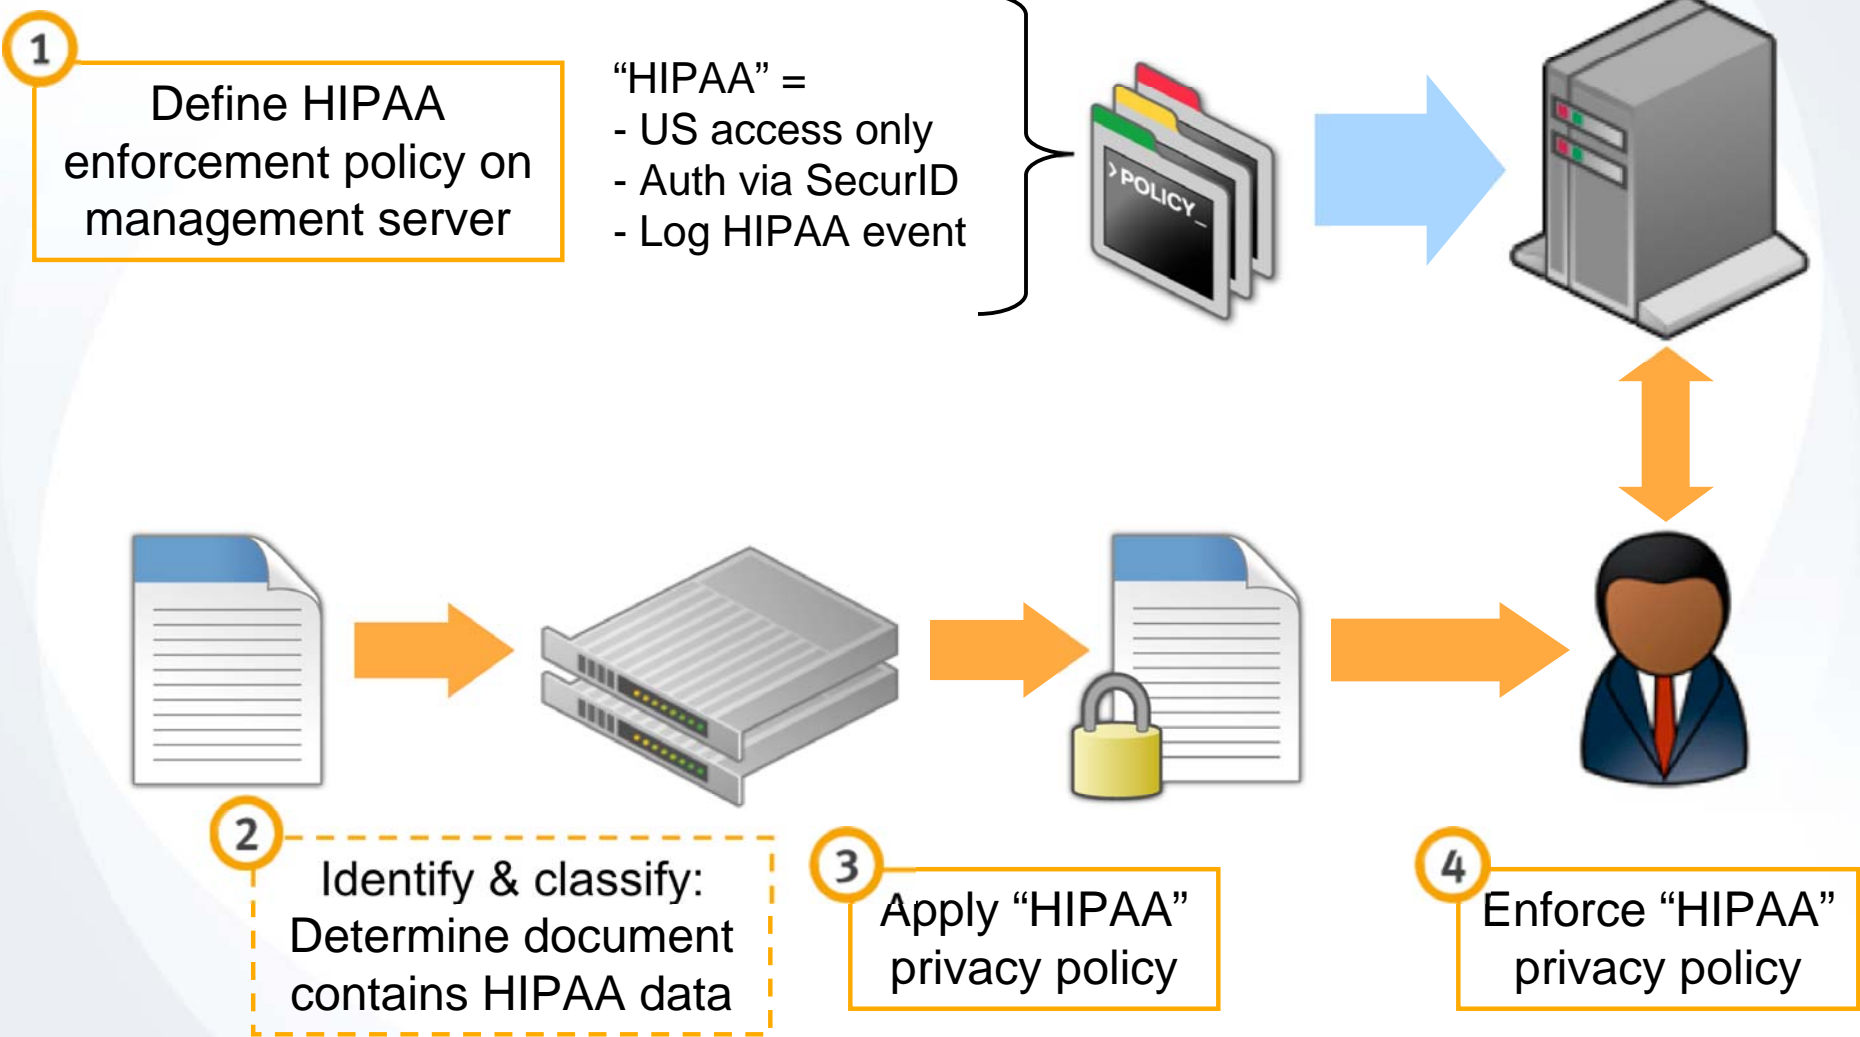 1
Define HIPAA
enforcement policy on
management server
“HIPAA” =
- US access only
- Auth via SecurID
- Log HIPAA event
>POLICY_
2
Identify & classify:
Determine document
contains HIPAA data
3
Apply “HIPAA”
privacy policy
4
Enforce “HIPAA”
privacy policy